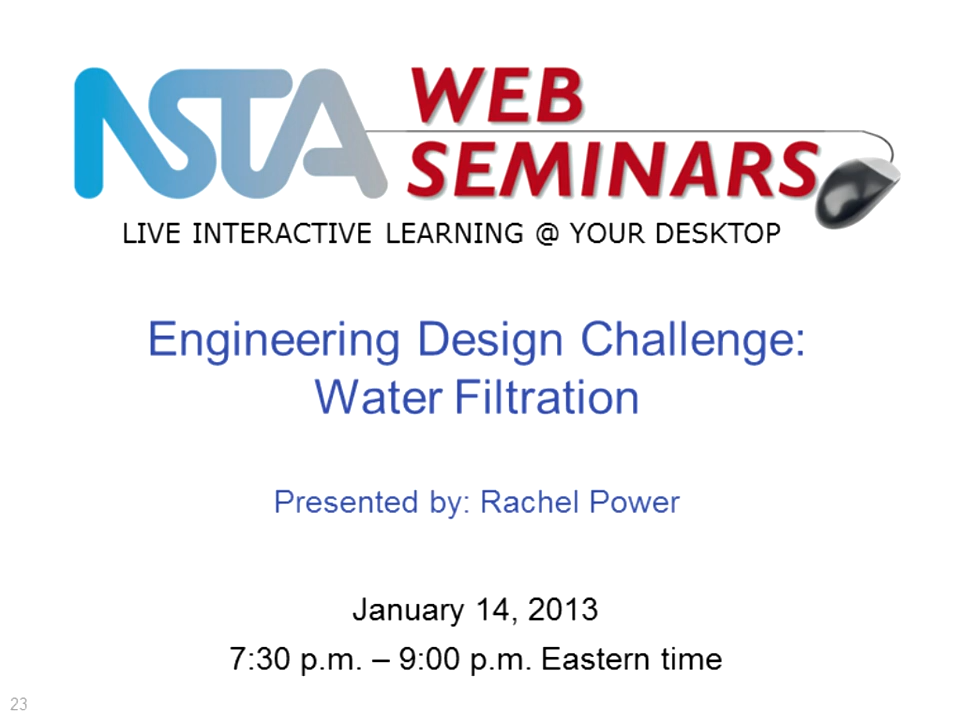 NSTA WEB
SEMINARS
LIVE INTERACTIVE LEARNING @ YOUR DESKTOP
Engineering Design Challenge:
Water Filtration
Presented by: Rachel Power
January 14, 2013
7:30 p.m. – 9:00 p.m. Eastern time
23